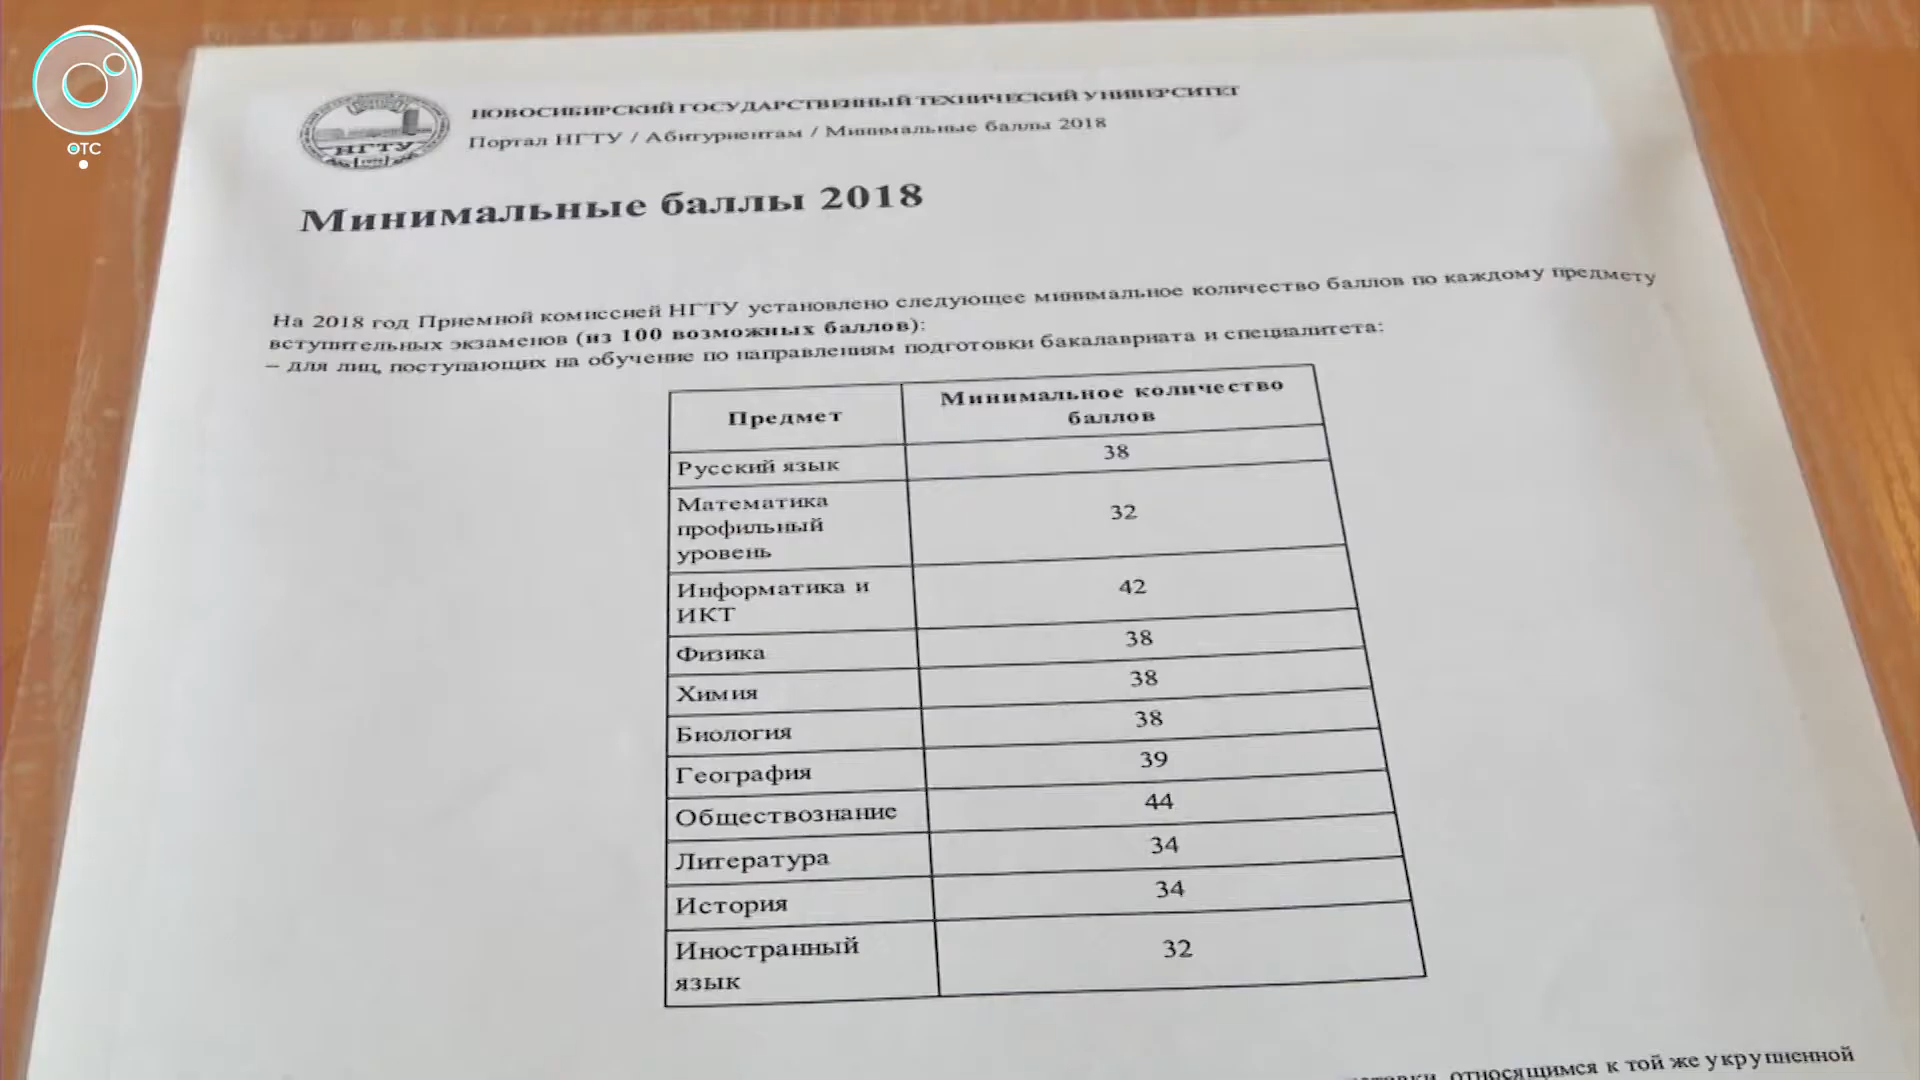 ОТС
НГТУ
НОВОСИБИРСКИЙ ГОСУДАРСТВЕННЫЙ ТЕХНИЧЕСКИЙ УНИВЕРСИТЕТ
Портал НГТУ / Абитуриентам / Минимальные баллы 2018
Минимальные баллы 2018
На 2018 год Приемной комиссией НГТУ установлено следующее минимальное количество баллов по каждому предмету
вступительных экзаменов (из 100 возможных баллов):
– для лиц, поступающих на обучение по направлениям подготовки бакалавриата и специалитета:
Предмет
Минимальное количество
баллов
Русский язык
38
Математика
профильный
уровень
32
Информатика и
ИКТ
42
Физика
38
Химия
38
Биология
38
География
39
Обществознание
44
Литература
34
История
34
Иностранный
язык
32
относящимся к той же укрупненной